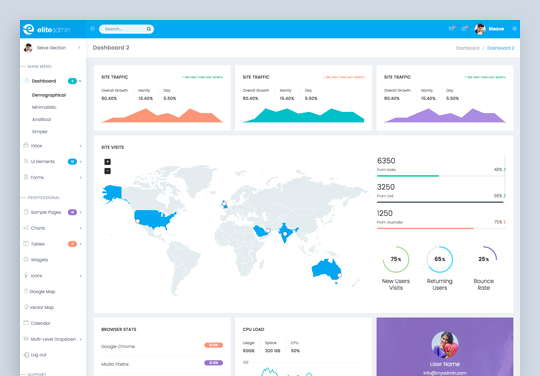 eliteadmin
Search...
Steave
Steve Gection
Dashboard 2
Dashboard / Dashboard 2
MAIN MENU
Dashboard
Demographical
Minimalistic
Analitical
Simpler
Inbox
Ui Elements
Forms
PROFESSIONAL
Sample Pages
Charts
Tables
Widgets
Icons
Google Map
Vector Map
Calendar
Multi Level Dropdown
Log out
SUPPORT
SITE TRAFFIC
Overall Growth Montly Day
80.40% 15.40% 5.50%
SITE TRAFFIC
Overall Growth Montly Day
80.40% 15.40% 5.50%
SITE TRAFFIC
Overall Growth Montly Day
80.40% 15.40% 5.50%
SITE VISITS
+
-
6350
From India 48%
3250
From UAE
1250
From Australia 75%
75%
New Users
Visits
65%
Returning
Users
25%
Bounce
Rate
BROWSER STATS
Google Chrome
Mozila Firefox
CPU LOAD
Usage Space CPU
60GB 320 GB 50%
User Name
info@myadmin.com